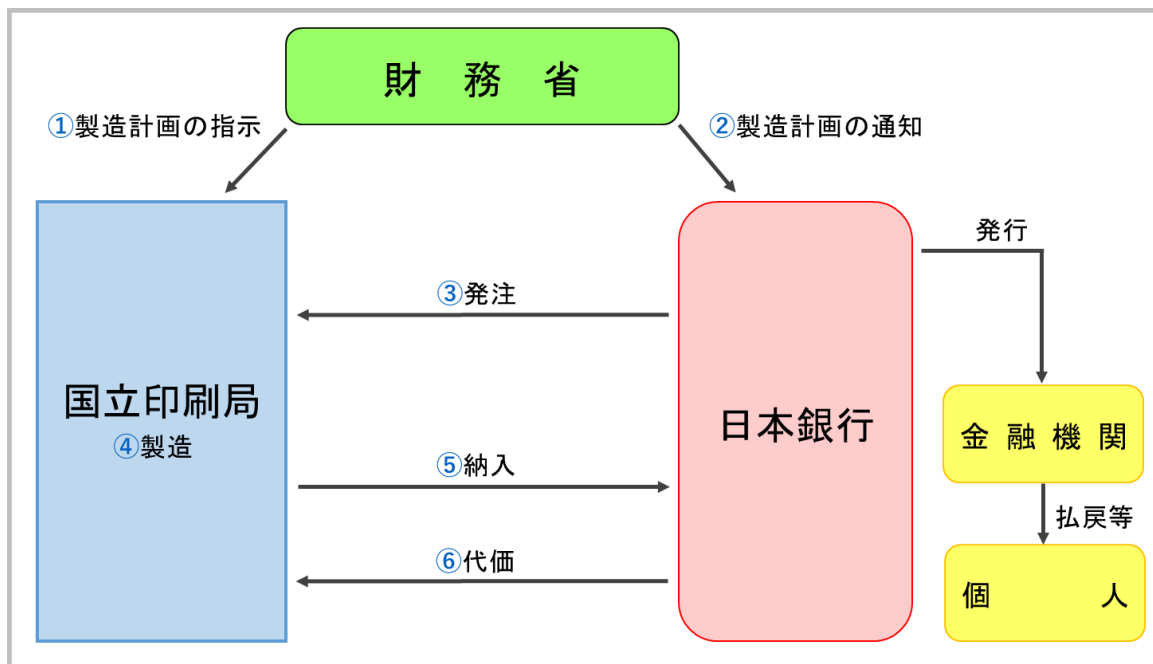 財務省
①製造計画の指示
②製造計画の通知
発行
③発注
国立印刷局
④製造
日本銀行
金融機関
⑤納入
払戻等
⑥代価
個人